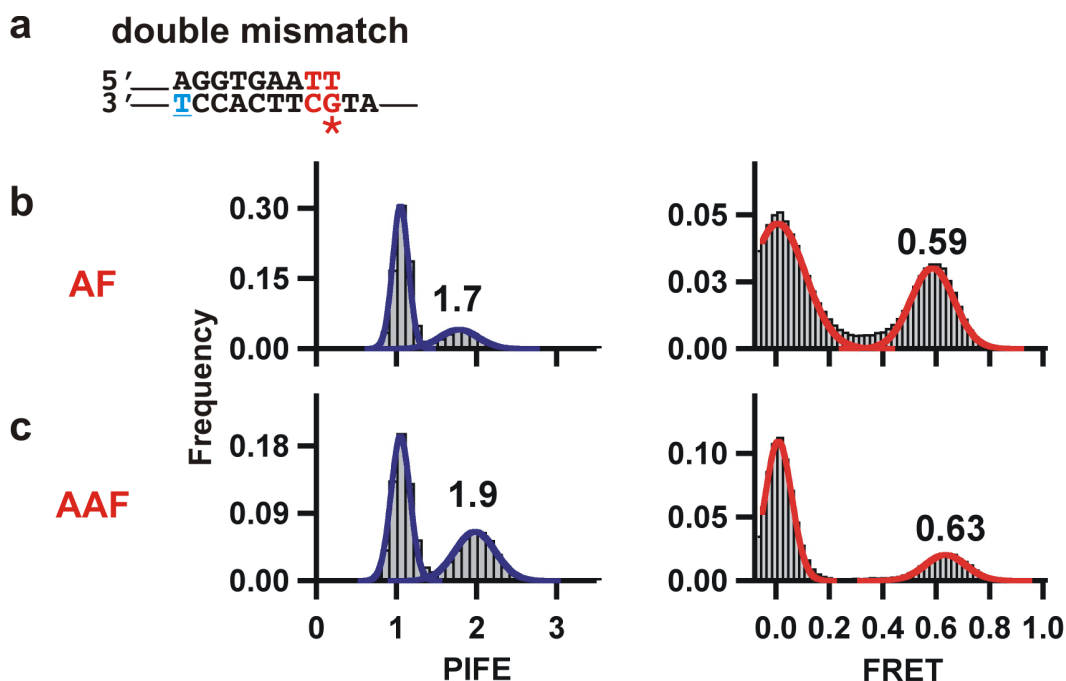 a
double mismatch
5′ AGGTGAATT
3′ TCCACTTCGTA
*
b
AF
Frequency
0.30
0.15
0.00
1.7
0.05
0.03
0.00
0.59
c
AAF
0.18
0.09
0.00
1.9
0.10
0.05
0.00
0.63
0 1 2 3
PIFE
0.0 0.2 0.4 0.6 0.8 1.0
FRET